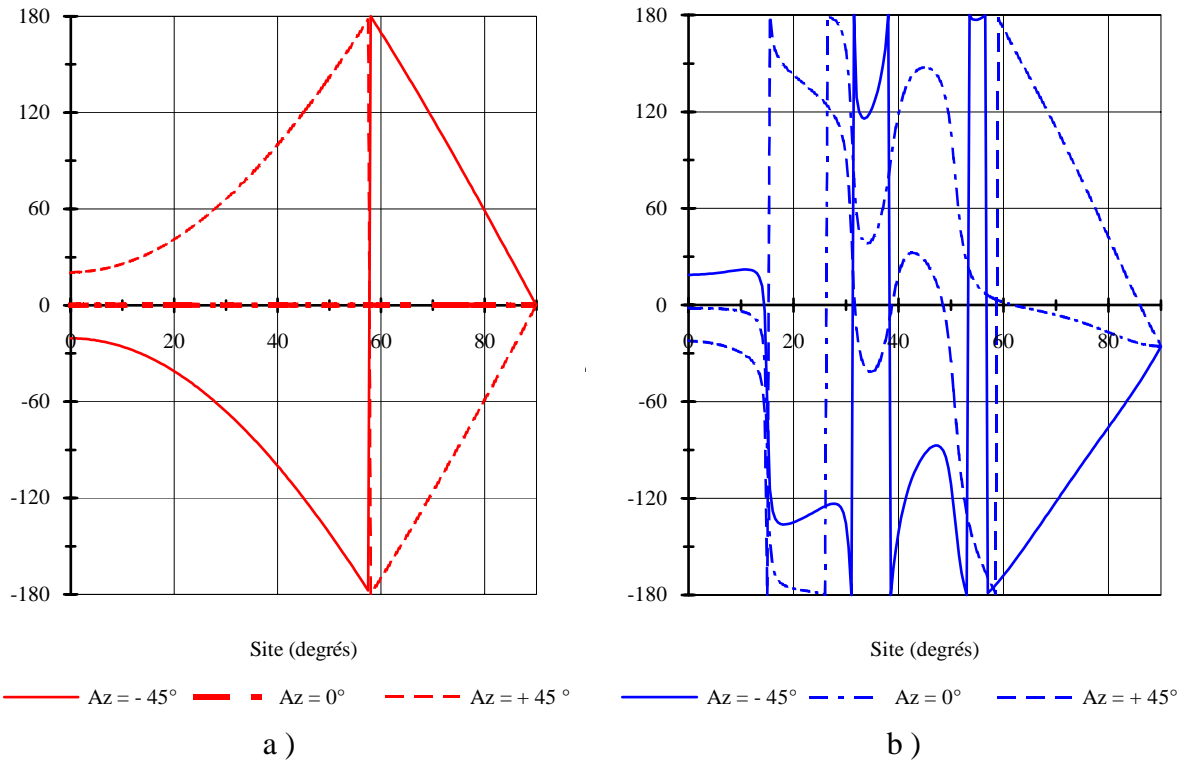 180
120
60
0
-60
-120
-180
0
20
40
60
80
Site (degrés)
Az = - 45°
Az = 0°
Az = + 45 °
a )
180
120
60
0
-60
-120
-180
0
20
40
60
80
Site (degrés)
Az = - 45°
Az = 0°
Az = + 45°
b )